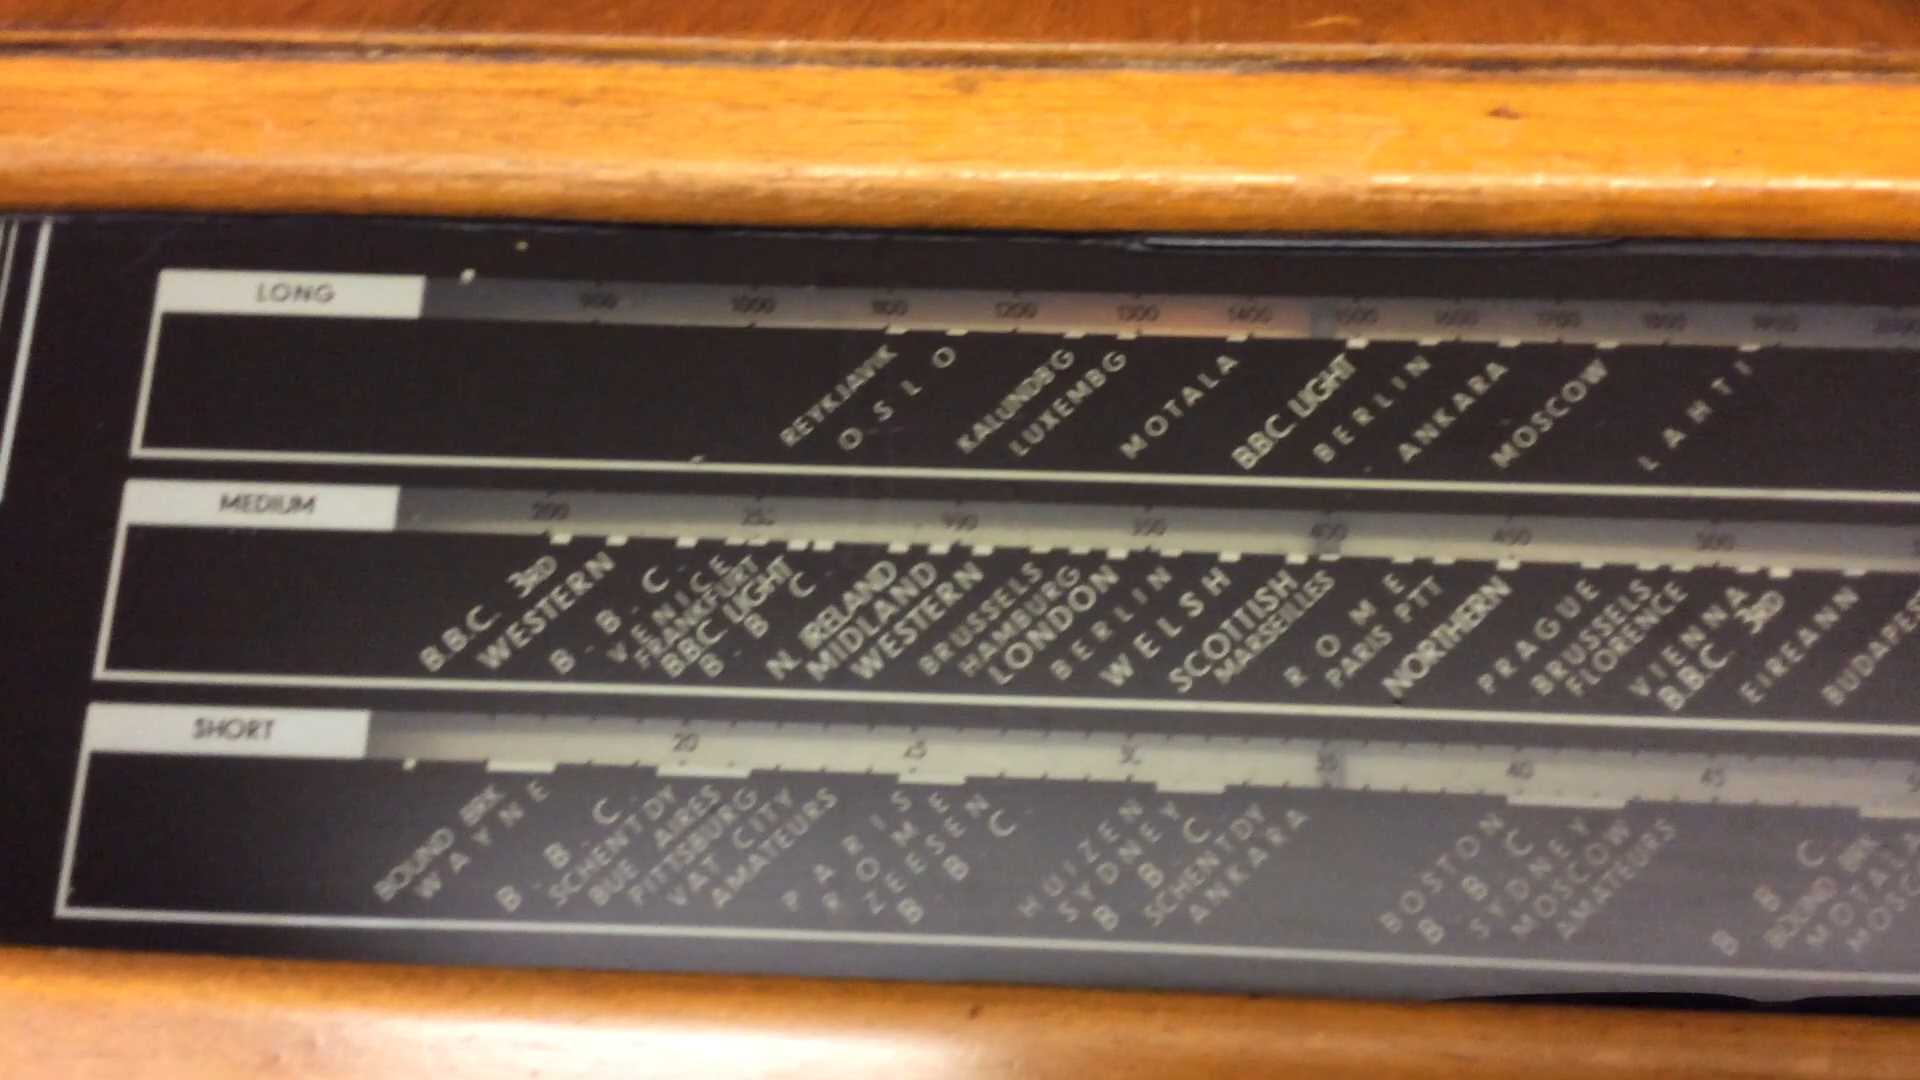 LONG
900 1000 1100 1200 1300 1400 1500 1600 1700 1800 1900 2000
REYKJAVIK
OSLO
KALUNDBG
LUXEMBG
MOTALA
B.B.C. LIGHT
BERLIN
ANKARA
MOSCOW
LAHTI
MEDIUM
200 250 300 350 400 450 500
B.B.C. 3RD
WESTERN
B.B.C.
VENICE
FRANKFURT
B.B.C. LIGHT
B.B.C.
N. IRELAND
MIDLAND
WESTERN
BRUSSELS
HAMBURG
LONDON
BERLIN
WELSH
SCOTTISH
MARSEILLES
ROME
PARIS PTT
NORTHERN
PRAGUE
BRUSSELS
FLORENCE
VIENNA
B.B.C. 3RD
EIREANN
BUDAPEST
SHORT
20 25 30 35 40 45
BOUND BRK
WAYNE
B.B.C.
SCHENTDY
BUE AIRES
PITTSBURG
VAT CITY
AMATEURS
PARIS
ROME
ZEESEN
B.B.C.
HUIZEN
SYDNEY
B.B.C.
SCHENTDY
ANKARA
BOSTON
B.B.C.
SYDNEY
MOSCOW
AMATEURS
B.B.C.
BOUND BRK
MOTALA